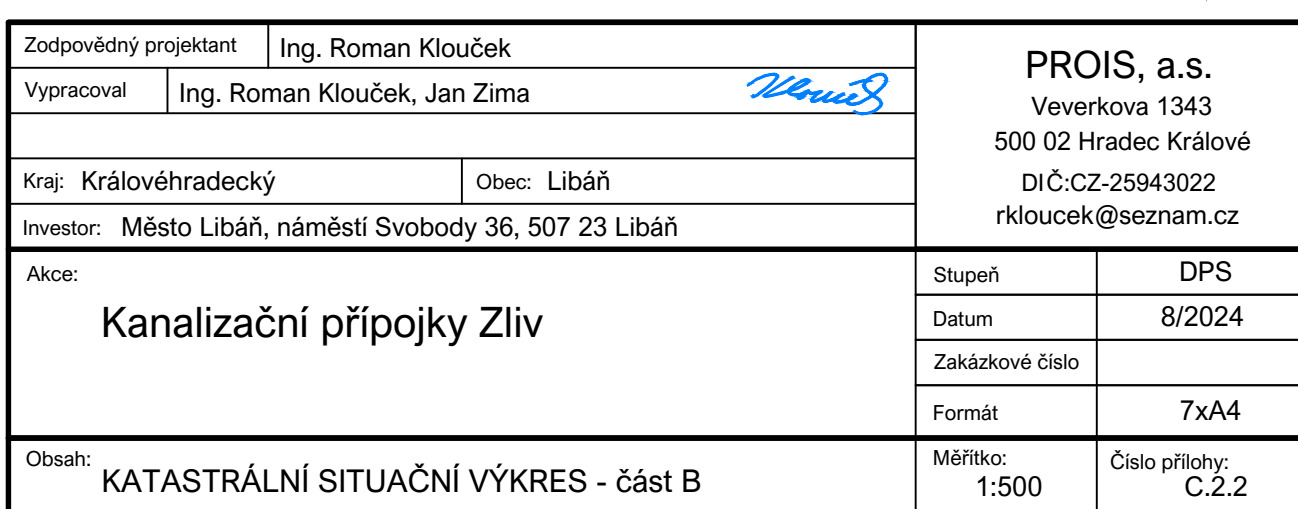 Zodpovědný projektant Ing. Roman Klouček
Vypracoval Ing. Roman Klouček, Jan Zima
Kraj: Královéhradecký Obec: Libáň
Investor: Město Libáň, náměstí Svobody 36, 507 23 Libáň
PROIS, a.s.
Veverkova 1343
500 02 Hradec Králové
DIČ:CZ-25943022
rkloucek@seznam.cz
Akce:
Kanalizační přípojky Zliv
Stupeň DPS
Datum 8/2024
Zakázkové číslo
Formát 7xA4
Obsah:
KATASTRÁLNÍ SITUAČNÍ VÝKRES - část B
Měřítko:
1:500
Číslo přílohy:
C.2.2